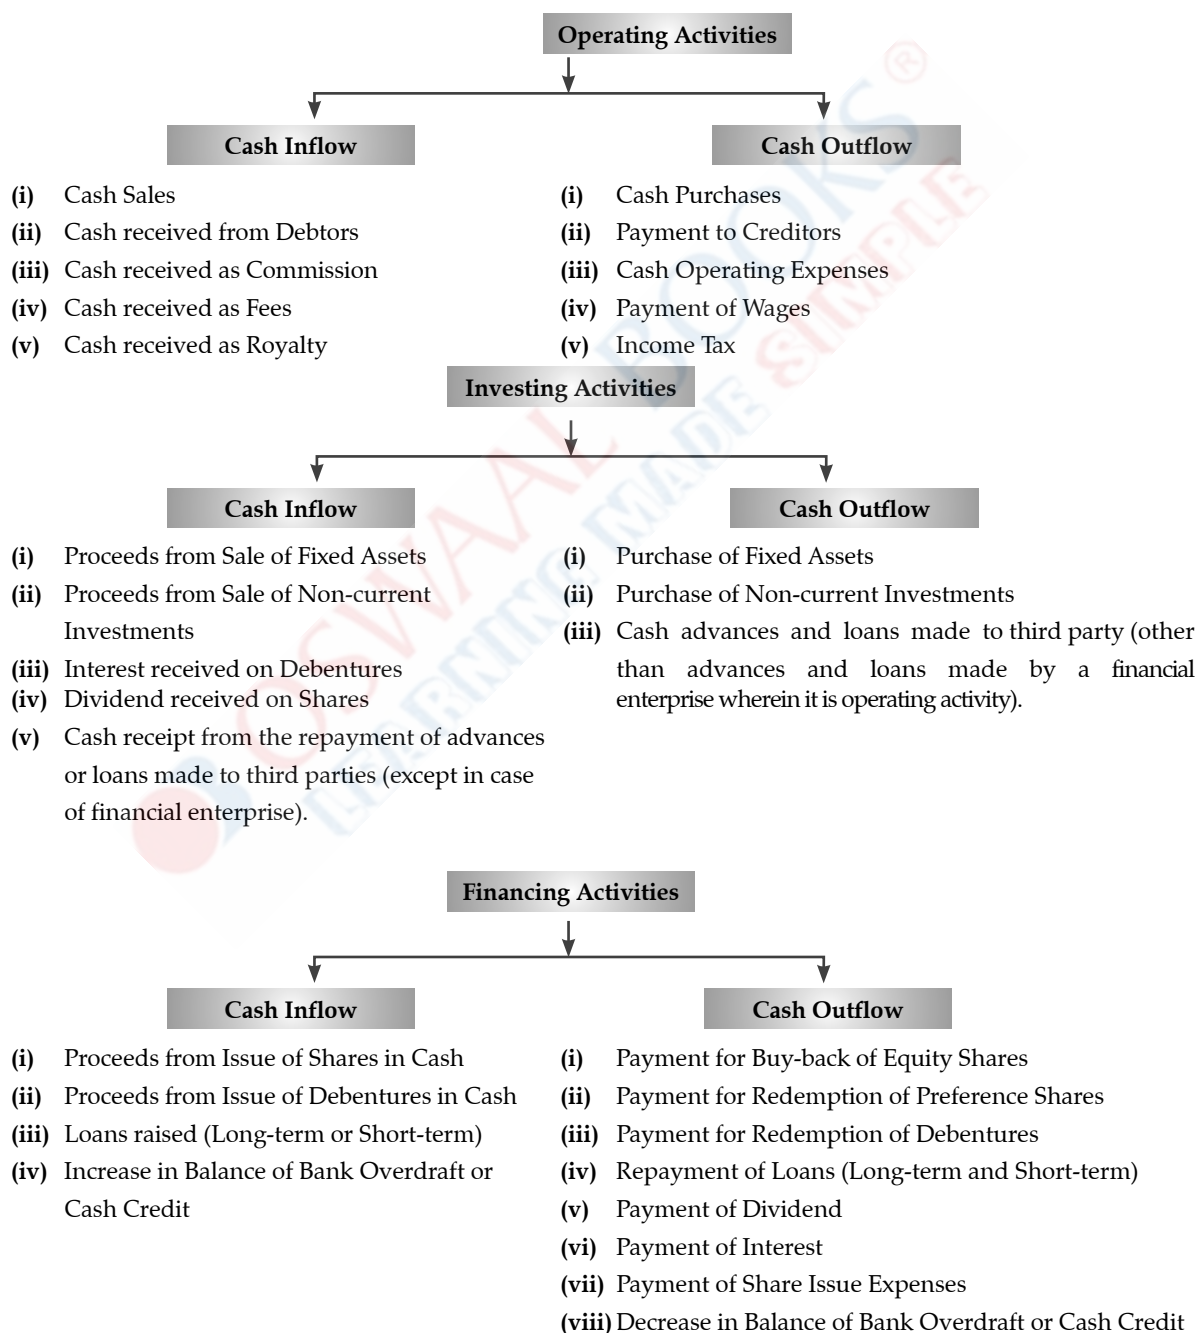 Operating Activities
Cash Inflow
(i) Cash Sales
(ii) Cash received from Debtors
(iii) Cash received as Commission
(iv) Cash received as Fees
(v) Cash received as Royalty
Cash Outflow
(i) Cash Purchases
(ii) Payment to Creditors
(iii) Cash Operating Expenses
(iv) Payment of Wages
(v) Income Tax
Investing Activities
Cash Inflow
(i) Proceeds from Sale of Fixed Assets
(ii) Proceeds from Sale of Non-current
Investments
(iii) Interest received on Debentures
(iv) Dividend received on Shares
(v) Cash receipt from the repayment of advances
or loans made to third parties (except in case
of financial enterprise).
Cash Outflow
(i) Purchase of Fixed Assets
(ii) Purchase of Non-current Investments
(iii) Cash advances and loans made to third party (other
than advances and loans made by a financial
enterprise wherein it is operating activity).
Financing Activities
Cash Inflow
(i) Proceeds from Issue of Shares in Cash
(ii) Proceeds from Issue of Debentures in Cash
(iii) Loans raised (Long-term or Short-term)
(iv) Increase in Balance of Bank Overdraft or
Cash Credit
Cash Outflow
(i) Payment for Buy-back of Equity Shares
(ii) Payment for Redemption of Preference Shares
(iii) Payment for Redemption of Debentures
(iv) Repayment of Loans (Long-term and Short-term)
(v) Payment of Dividend
(vi) Payment of Interest
(vii) Payment of Share Issue Expenses
(viii) Decrease in Balance of Bank Overdraft or Cash Credit
OSWAAL BOOKS®
LEARNING MADE SIMPLE